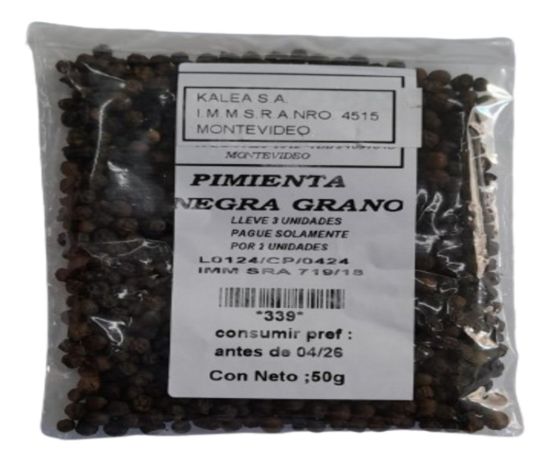 KALEA S.A.
I.M.M S.R.A.NRO 4515
MONTEVIDEO
MONTEVIDEO
PIMIENTA
NEGRA GRANO
LLEVE 3 UNIDADES
PAGUE SOLAMENTE
POR 2 UNIDADES
L0124/CP/0424
IMM SRA 719/18
*339*
consumir pref :
antes de 04/26
Con Neto ;50g